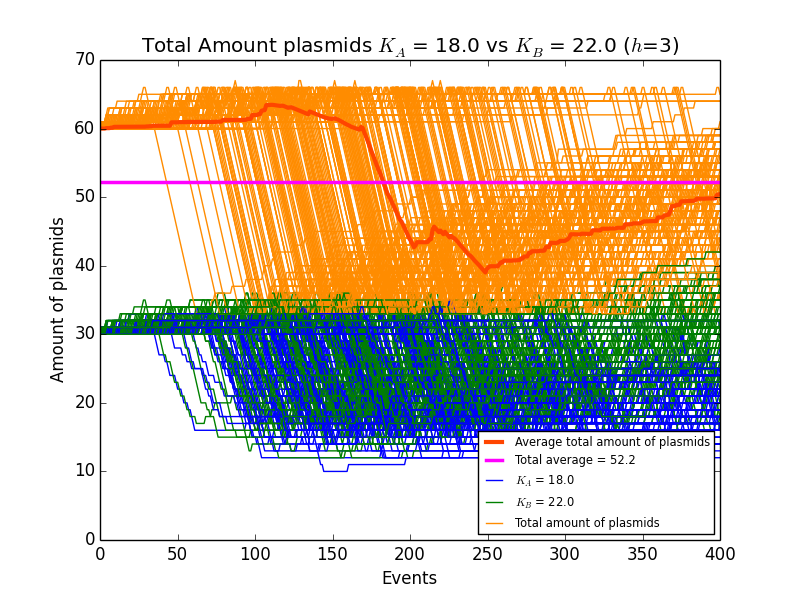 Total Amount plasmids K_A = 18.0 vs K_B = 22.0 (h=3)
70
60
50
40
30
20
10
0
Amount of plasmids
Average total amount of plasmids
Total average = 52.2
K_A = 18.0
K_B = 22.0
Total amount of plasmids
0 50 100 150 200 250 300 350 400
Events